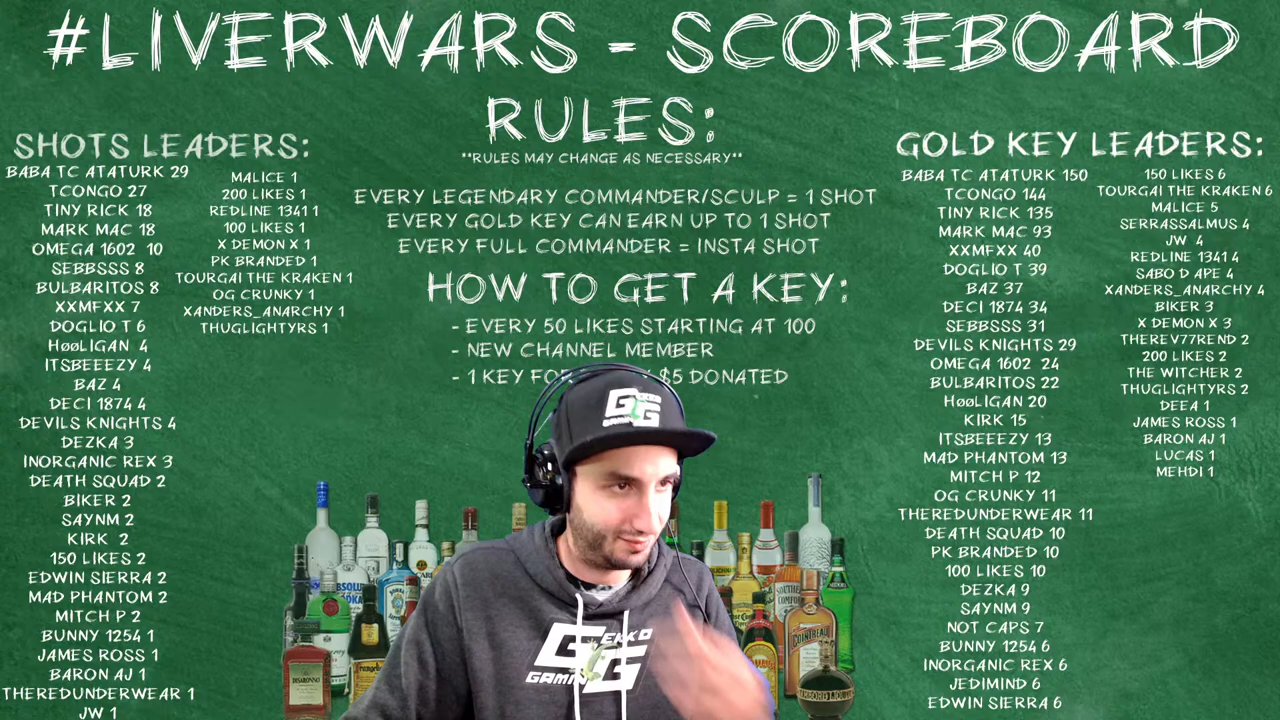 #LIVERWARS - SCOREBOARD
RULES:
**RULES MAY CHANGE AS NECESSARY**
EVERY LEGENDARY COMMANDER/SCULP = 1 SHOT
EVERY GOLD KEY CAN EARN UP TO 1 SHOT
EVERY FULL COMMANDER = INSTA SHOT
HOW TO GET A KEY:
- EVERY 50 LIKES STARTING AT 100
- NEW CHANNEL MEMBER
- 1 KEY $5 DONATED
SHOTS LEADERS:
BABA TC ATATURK 29
TCONGO 27
TINY RICK 18
MARK MAC 18
OMEGA 1602 10
SEBBSSS 8
BULBARITOS 8
XXMFXX 7
DOGLIO T 6
HøøLIGAN 4
ITSBEEEZY 4
BAZ 4
DECI 1874 4
DEVILS KNIGHTS 4
DEZKA 3
INORGANIC REX 3
DEATH SQUAD 2
BIKER 2
SAYNM 2
KIRK 2
150 LIKES 2
EDWIN SIERRA 2
MAD PHANTOM 2
MITCH P 2
BUNNY 1254 1
JAMES ROSS 1
BARON AJ 1
THEREDUNDERWEAR 1
JW 1
MALICE 1
200 LIKES 1
REDLINE 1341 1
100 LIKES 1
X DEMON X 1
PK BRANDED 1
TOURGAI THE KRAKEN 1
OG CRUNKY 1
XANDERS_ANARCHY 1
THUGLIGHTYRS 1
GOLD KEY LEADERS:
BABA TC ATATURK 150
TCONGO 144
TINY RICK 135
MARK MAC 93
XXMFXX 40
DOGLIO T 39
BAZ 37
DECI 1874 34
SEBBSSS 31
DEVILS KNIGHTS 29
OMEGA 1602 24
BULBARITOS 22
HøøLIGAN 20
KIRK 15
ITSBEEEZY 13
MAD PHANTOM 13
MITCH P 12
OG CRUNKY 11
THEREDUNDERWEAR 11
DEATH SQUAD 10
PK BRANDED 10
100 LIKES 10
DEZKA 9
SAYNM 9
NOT CAPS 7
BUNNY 1254 6
INORGANIC REX 6
JEDIMIND 6
EDWIN SIERRA 6
150 LIKES 6
TOURGAI THE KRAKEN 6
MALICE 5
SERRASSALMUS 4
JW 4
REDLINE 1341 4
SABO D APE 4
XANDERS_ANARCHY 4
BIKER 3
X DEMON X 3
THEREV77REND 2
200 LIKES 2
THE WITCHER 2
THUGLIGHTYRS 2
DEEA 1
JAMES ROSS 1
BARON AJ 1
LUCAS 1
MEHDI 1
GEKKO
GAMING
DISARONNO
COINTREAU